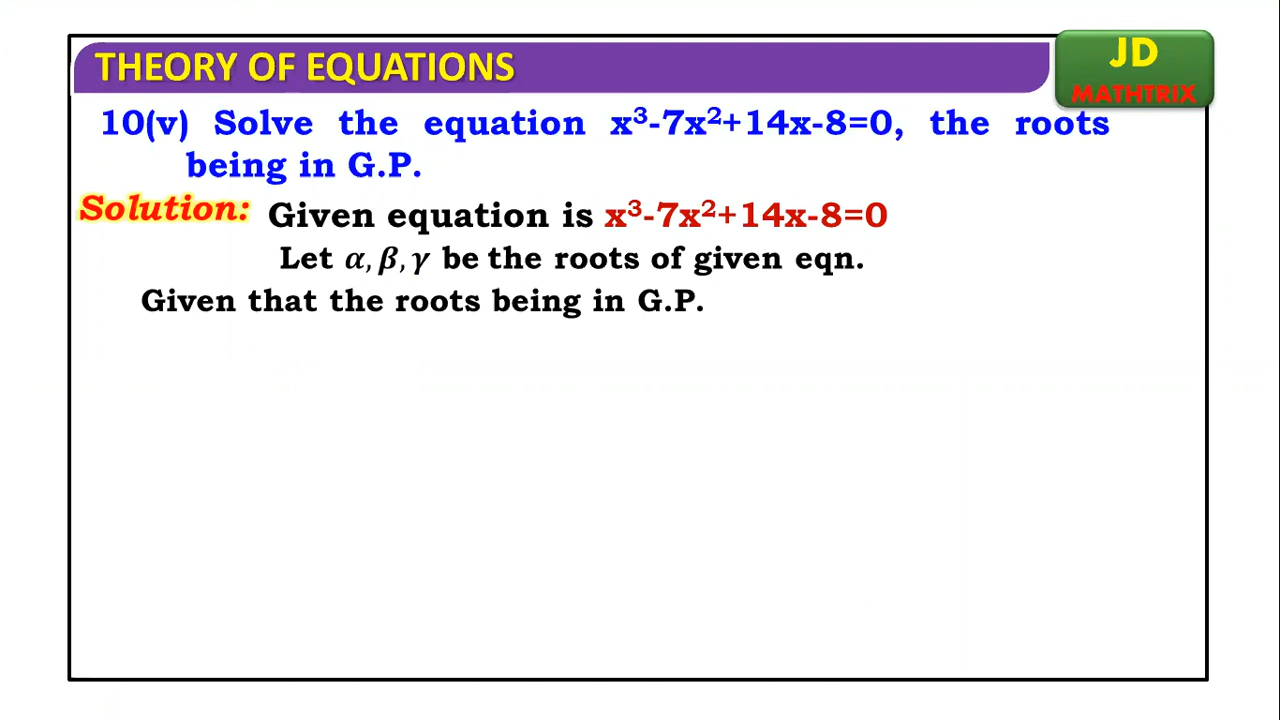 THEORY OF EQUATIONS
JD
MATHTRIX
10(v) Solve the equation x³-7x²+14x-8=0, the roots
being in G.P.
Solution: Given equation is x³-7x²+14x-8=0
Let α, β, γ be the roots of given eqn.
Given that the roots being in G.P.